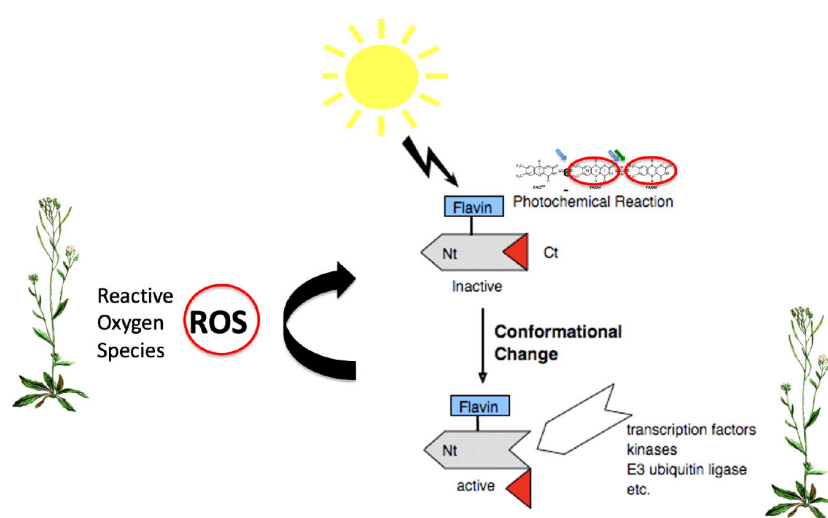 Flavin
Photochemical Reaction
Nt
Ct
Inactive
Reactive
Oxygen
Species
ROS
Conformational
Change
Flavin
Nt
active
transcription factors
kinases
E3 ubiquitin ligase
etc.